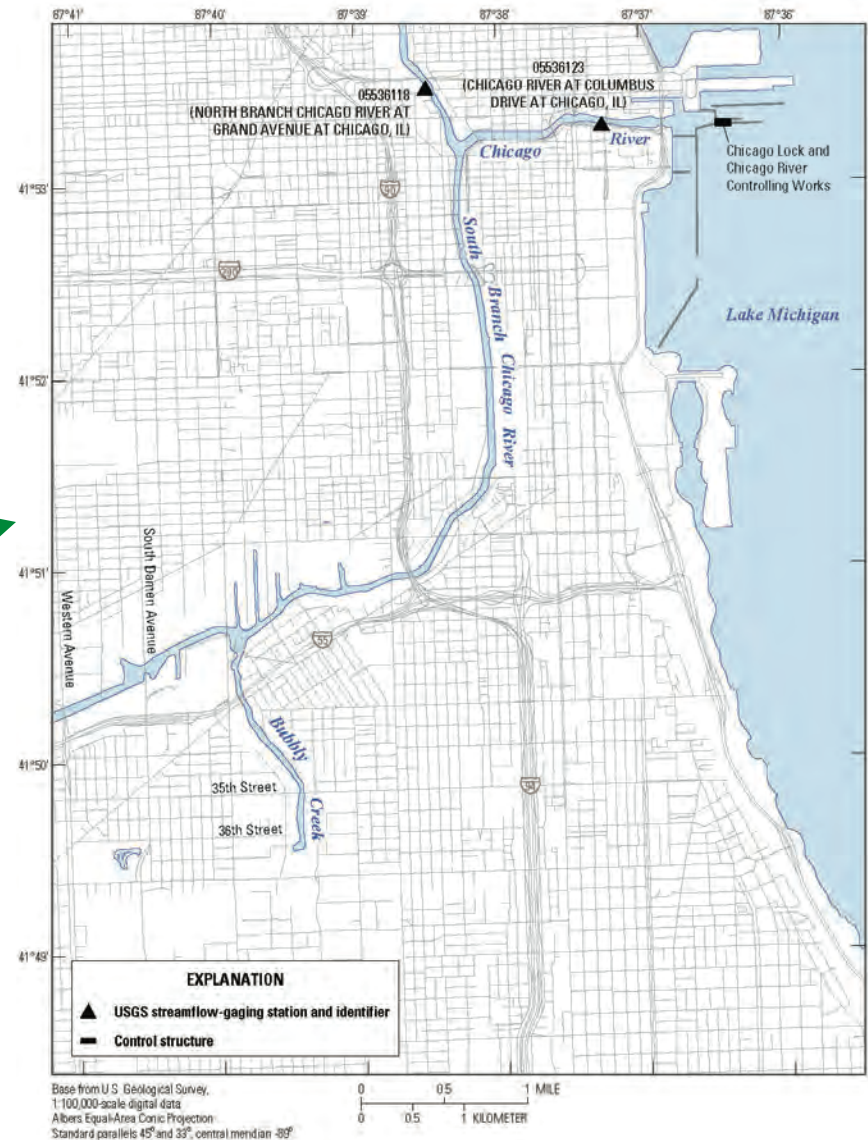 87°41' 87°40' 87°39' 87°38' 87°37' 87°36'
05536118
(NORTH BRANCH CHICAGO RIVER AT
GRAND AVENUE AT CHICAGO, IL)
05536123
(CHICAGO RIVER AT COLUMBUS
DRIVE AT CHICAGO, IL)
Chicago River
Chicago Lock and
Chicago River
Controlling Works
41°53'
90
290
South Branch Chicago River
Lake Michigan
41°52'
41°51'
Western Avenue
South Damen Avenue
55
Bubbly Creek
41°50'
35th Street
36th Street
41°49'
EXPLANATION
USGS streamflow-gaging station and identifier
Control structure
Base from U.S. Geological Survey,
1:100,000-scale digital data
Albers Equal-Area Conic Projection
Standard parallels 45° and 33°, central meridian -89°
0 0.5 1 MILE
0 0.5 1 KILOMETER